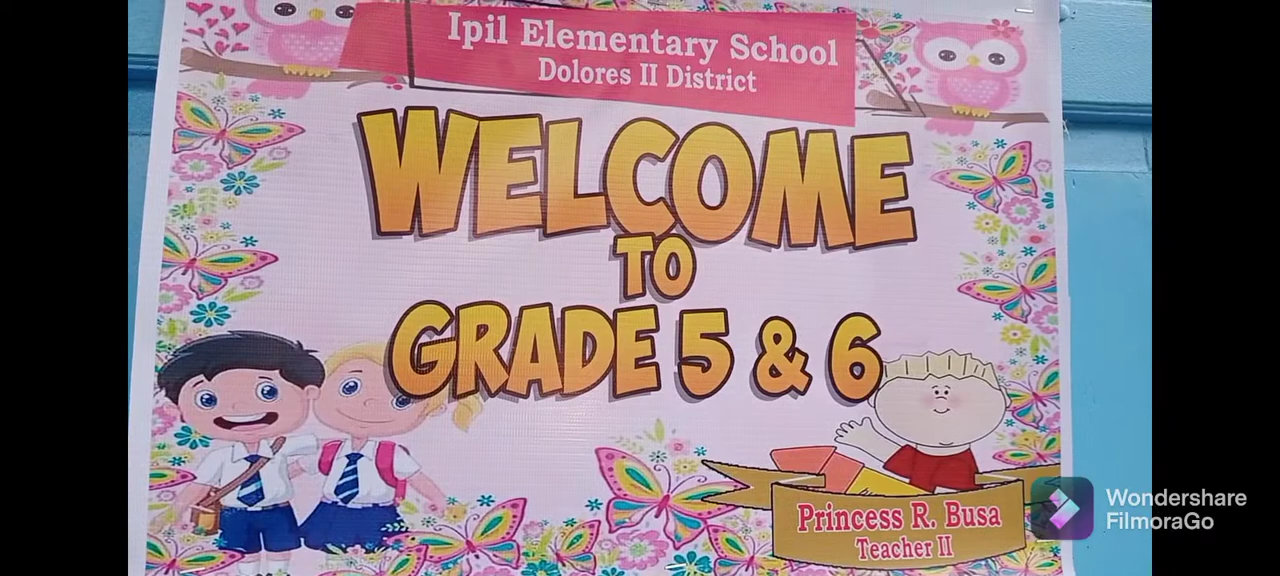 Ipil Elementary School
Dolores II District
WELCOME
TO
GRADE 5 & 6
Princess R. Busa
Teacher II
Wondershare
FilmoraGo